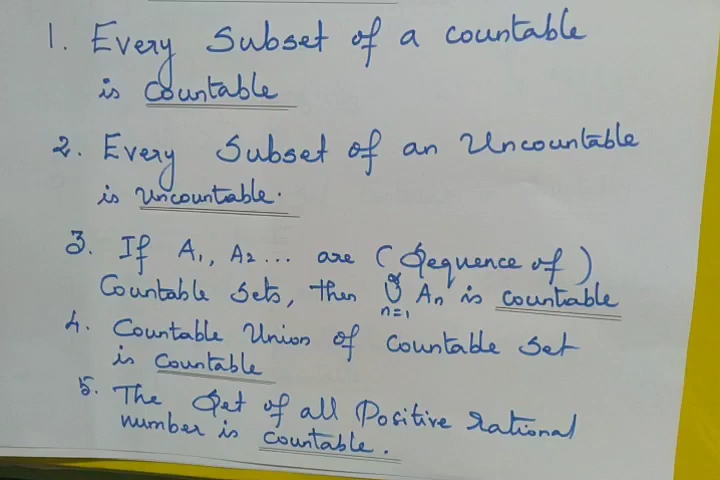 1. Every Subset of a countable
is Countable
2. Every Subset of an Uncountable
is Uncountable.
3. If A₁, A₂... are (Sequence of)
Countable Sets, then ∞∪n=1 An is countable
4. Countable Union of Countable Set
is Countable
5. The Set of all Positive rational
number is Countable.